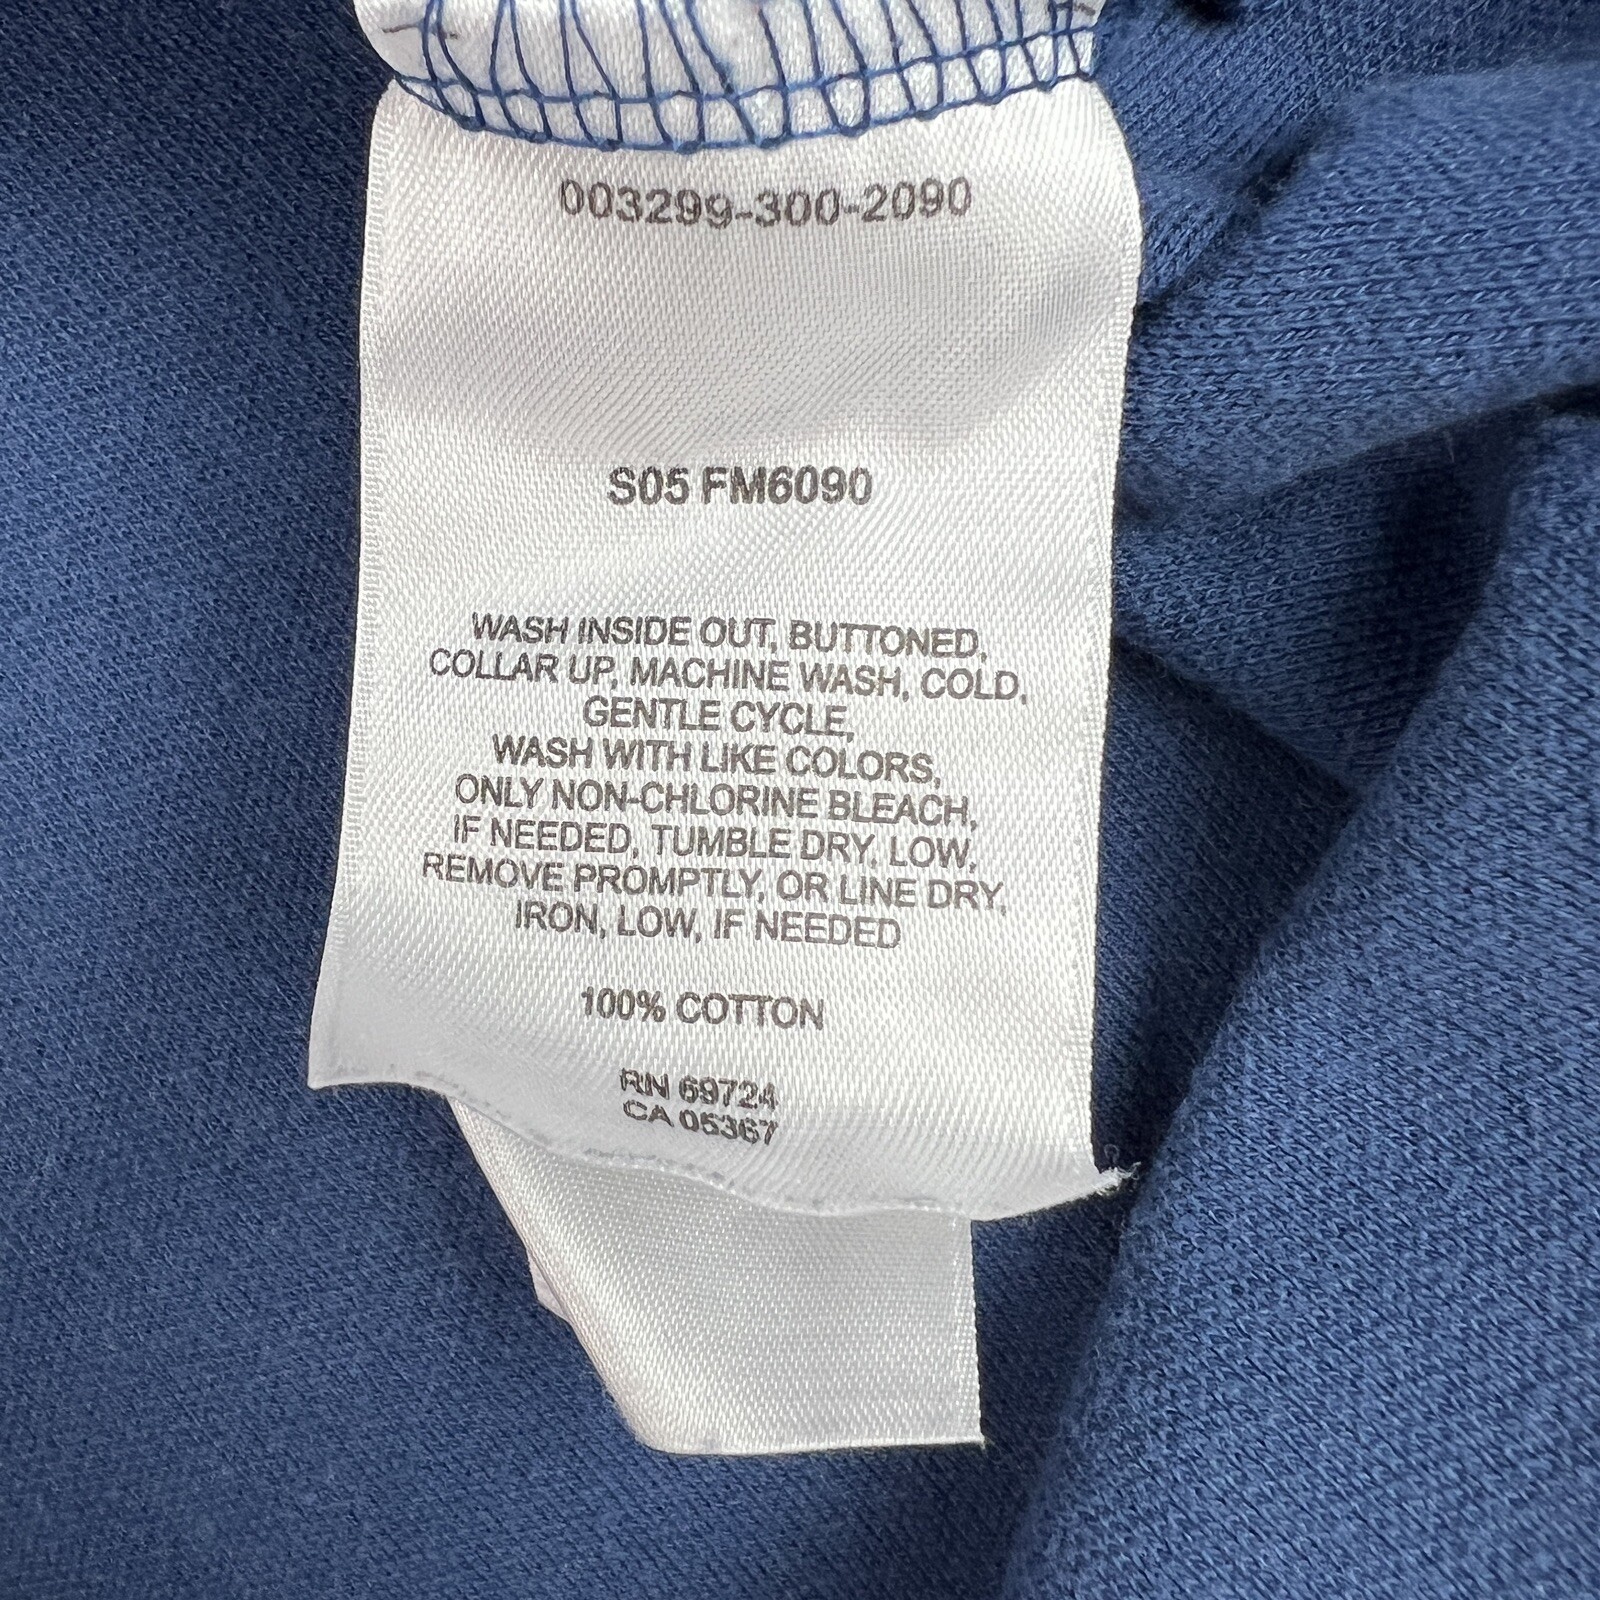 003299-300-2090
S05 FM6090
WASH INSIDE OUT, BUTTONED,
COLLAR UP, MACHINE WASH, COLD,
GENTLE CYCLE,
WASH WITH LIKE COLORS,
ONLY NON-CHLORINE BLEACH,
IF NEEDED, TUMBLE DRY, LOW,
REMOVE PROMPTLY, OR LINE DRY,
IRON, LOW, IF NEEDED
100% COTTON
RN 69724
CA 05367